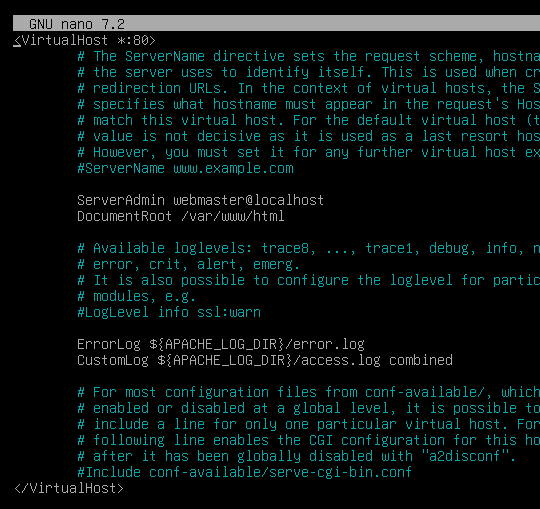 GNU nano 7.2
<VirtualHost *:80>
# The ServerName directive sets the request scheme, hostna
# the server uses to identify itself. This is used when cr
# redirection URLs. In the context of virtual hosts, the S
# specifies what hostname must appear in the request's Hos
# match this virtual host. For the default virtual host (t
# value is not decisive as it is used as a last resort hos
# However, you must set it for any further virtual host ex
#ServerName www.example.com
ServerAdmin webmaster@localhost
DocumentRoot /var/www/html
# Available loglevels: trace8, ..., trace1, debug, info, n
# error, crit, alert, emerg.
# It is also possible to configure the loglevel for partic
# modules, e.g.
#LogLevel info ssl:warn
ErrorLog ${APACHE_LOG_DIR}/error.log
CustomLog ${APACHE_LOG_DIR}/access.log combined
# For most configuration files from conf-available/, which
# enabled or disabled at a global level, it is possible to
# include a line for only one particular virtual host. For
# following line enables the CGI configuration for this ho
# after it has been globally disabled with "a2disconf".
#Include conf-available/serve-cgi-bin.conf
</VirtualHost>